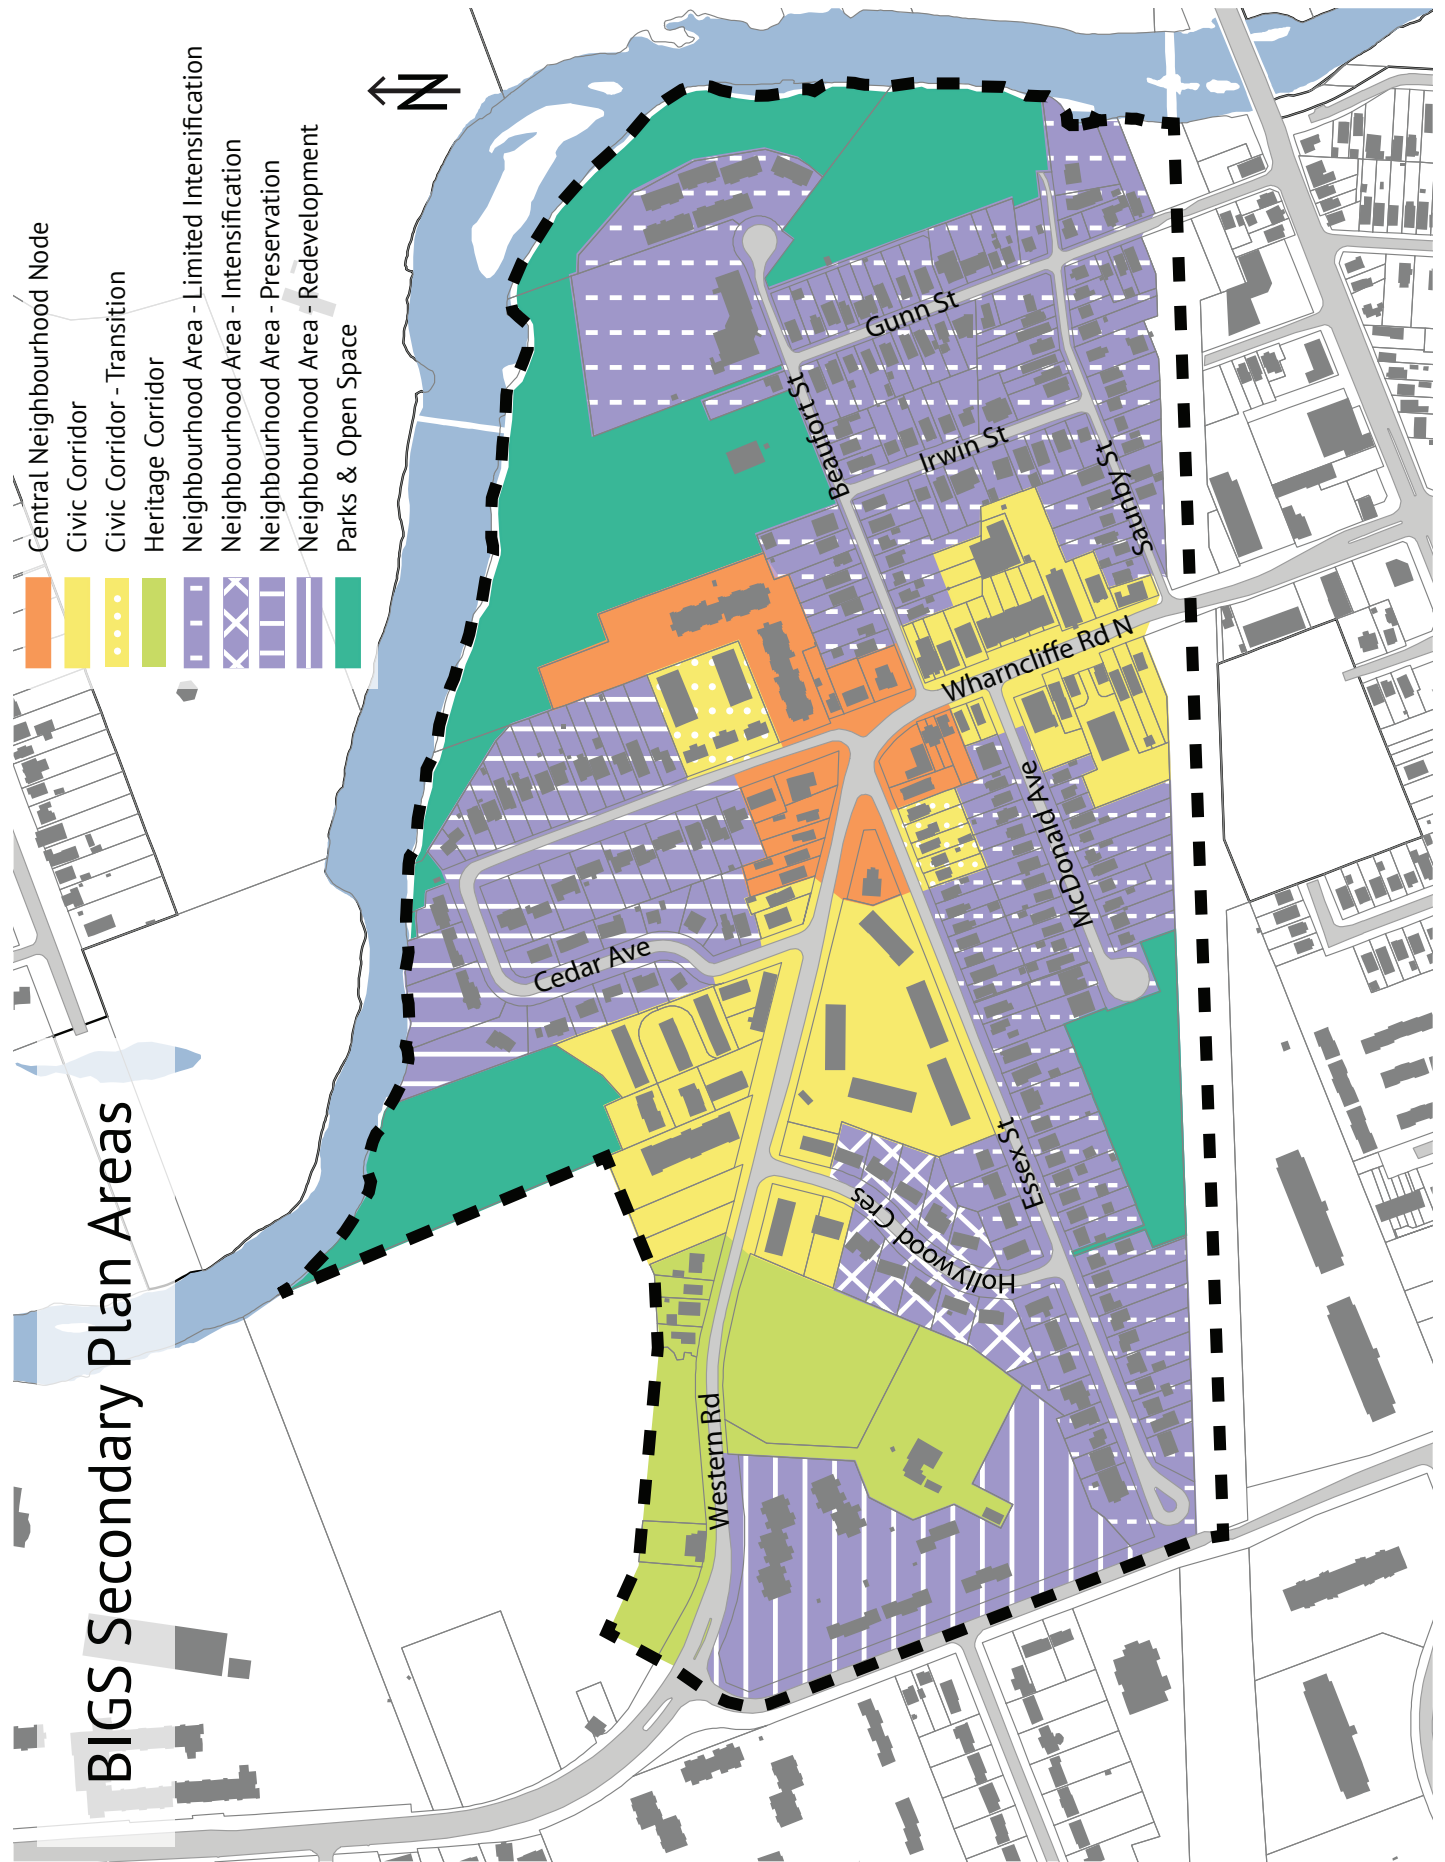 BIGS Secondary Plan Areas
Central Neighbourhood Node
Civic Corridor
Civic Corridor - Transition
Heritage Corridor
Neighbourhood Area - Limited Intensification
Neighbourhood Area - Intensification
Neighbourhood Area - Preservation
Neighbourhood Area - Redevelopment
Parks & Open Space
N
Western Rd
Hollywood Cres
Essex St
Cedar Ave
McDonald Ave
Wharncliffe Rd N
Beaufort St
Irwin St
Saunby St
Gunn St